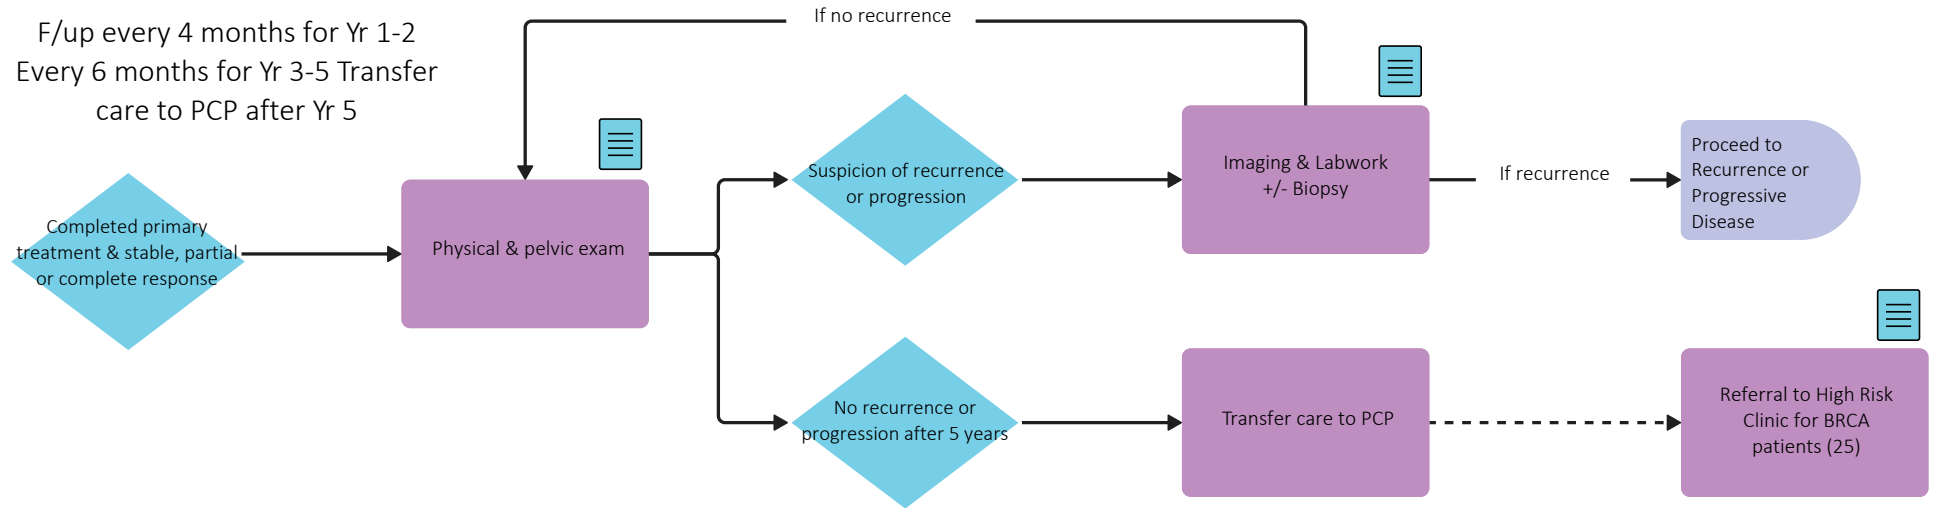 F/up every 4 months for Yr 1-2
Every 6 months for Yr 3-5 Transfer
care to PCP after Yr 5
If no recurrence
Completed primary
treatment & stable, partial
or complete response
Physical & pelvic exam
Suspicion of recurrence
or progression
Imaging & Labwork
+/- Biopsy
If recurrence
Proceed to
Recurrence or
Progressive
Disease
No recurrence or
progression after 5 years
Transfer care to PCP
Referral to High Risk
Clinic for BRCA
patients (25)